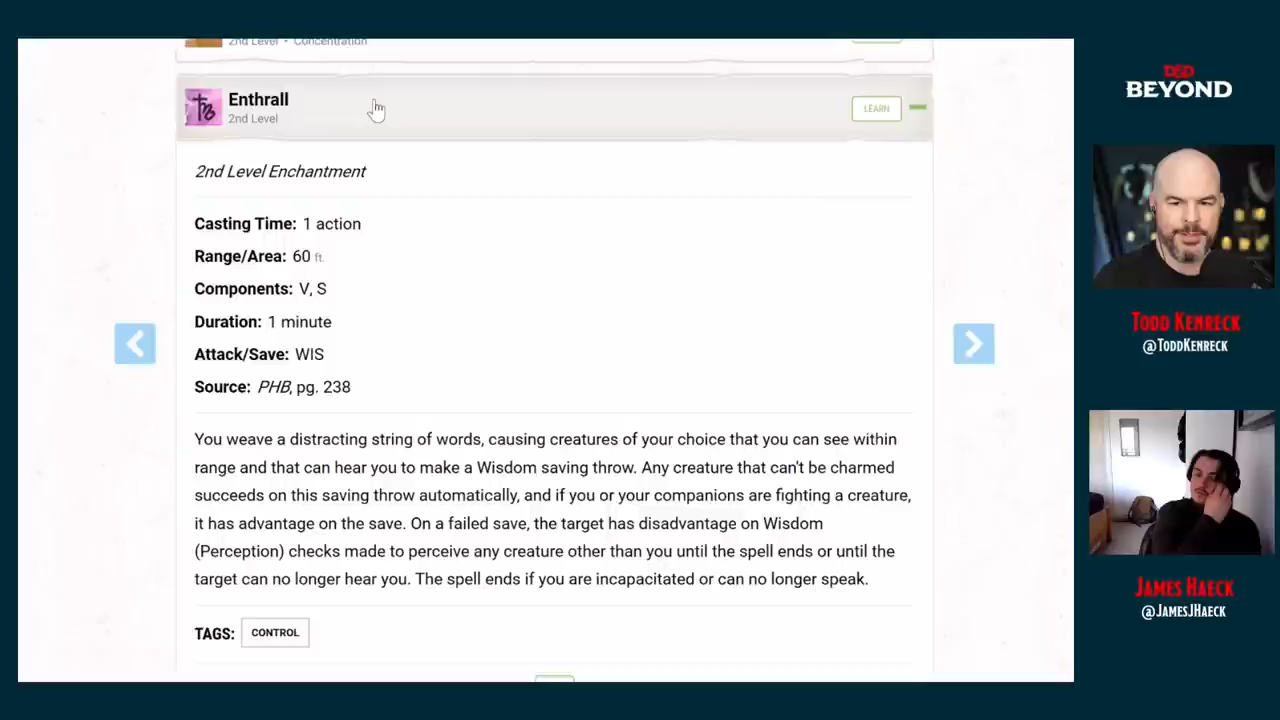 2nd Level • Concentration
Enthrall
2nd Level
LEARN
2nd Level Enchantment
Casting Time: 1 action
Range/Area: 60 ft.
Components: V, S
Duration: 1 minute
Attack/Save: WIS
Source: PHB, pg. 238
You weave a distracting string of words, causing creatures of your choice that you can see within
range and that can hear you to make a Wisdom saving throw. Any creature that can't be charmed
succeeds on this saving throw automatically, and if you or your companions are fighting a creature,
it has advantage on the save. On a failed save, the target has disadvantage on Wisdom
(Perception) checks made to perceive any creature other than you until the spell ends or until the
target can no longer hear you. The spell ends if you are incapacitated or can no longer speak.
TAGS: CONTROL
D&D
BEYOND
TODD KENRECK
@TODDKENRECK
JAMES HAECK
@JAMESJHAECK